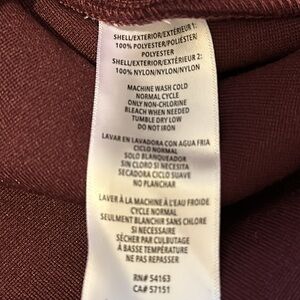 SHELL/EXTERIOR/EXTÉRIEUR 1:
100% POLYESTER/POLIÉSTER/
POLYESTER
SHELL/EXTERIOR/EXTÉRIEUR 2:
100% NYLON/NYLON/NYLON
MACHINE WASH COLD
NORMAL CYCLE
ONLY NON-CHLORINE
BLEACH WHEN NEEDED
TUMBLE DRY LOW
DO NOT IRON
LAVAR EN LAVADORA CON AGUA FRIA
CICLO NORMAL
SOLO BLANQUEADOR
SIN CLORO SI NECESITA
SECADORA CICLO SUAVE
NO PLANCHAR
LAVER À LA MACHINE À L'EAU FROIDE
CYCLE NORMAL
SEULMENT BLANCHIR SANS CHLORE
SI NECESSAIRE
SÉCHER PAR CULBUTAGE
À BASSE TEMPÉRATURE
NE PAS REPASSER
RN# 54163
CA# 57151